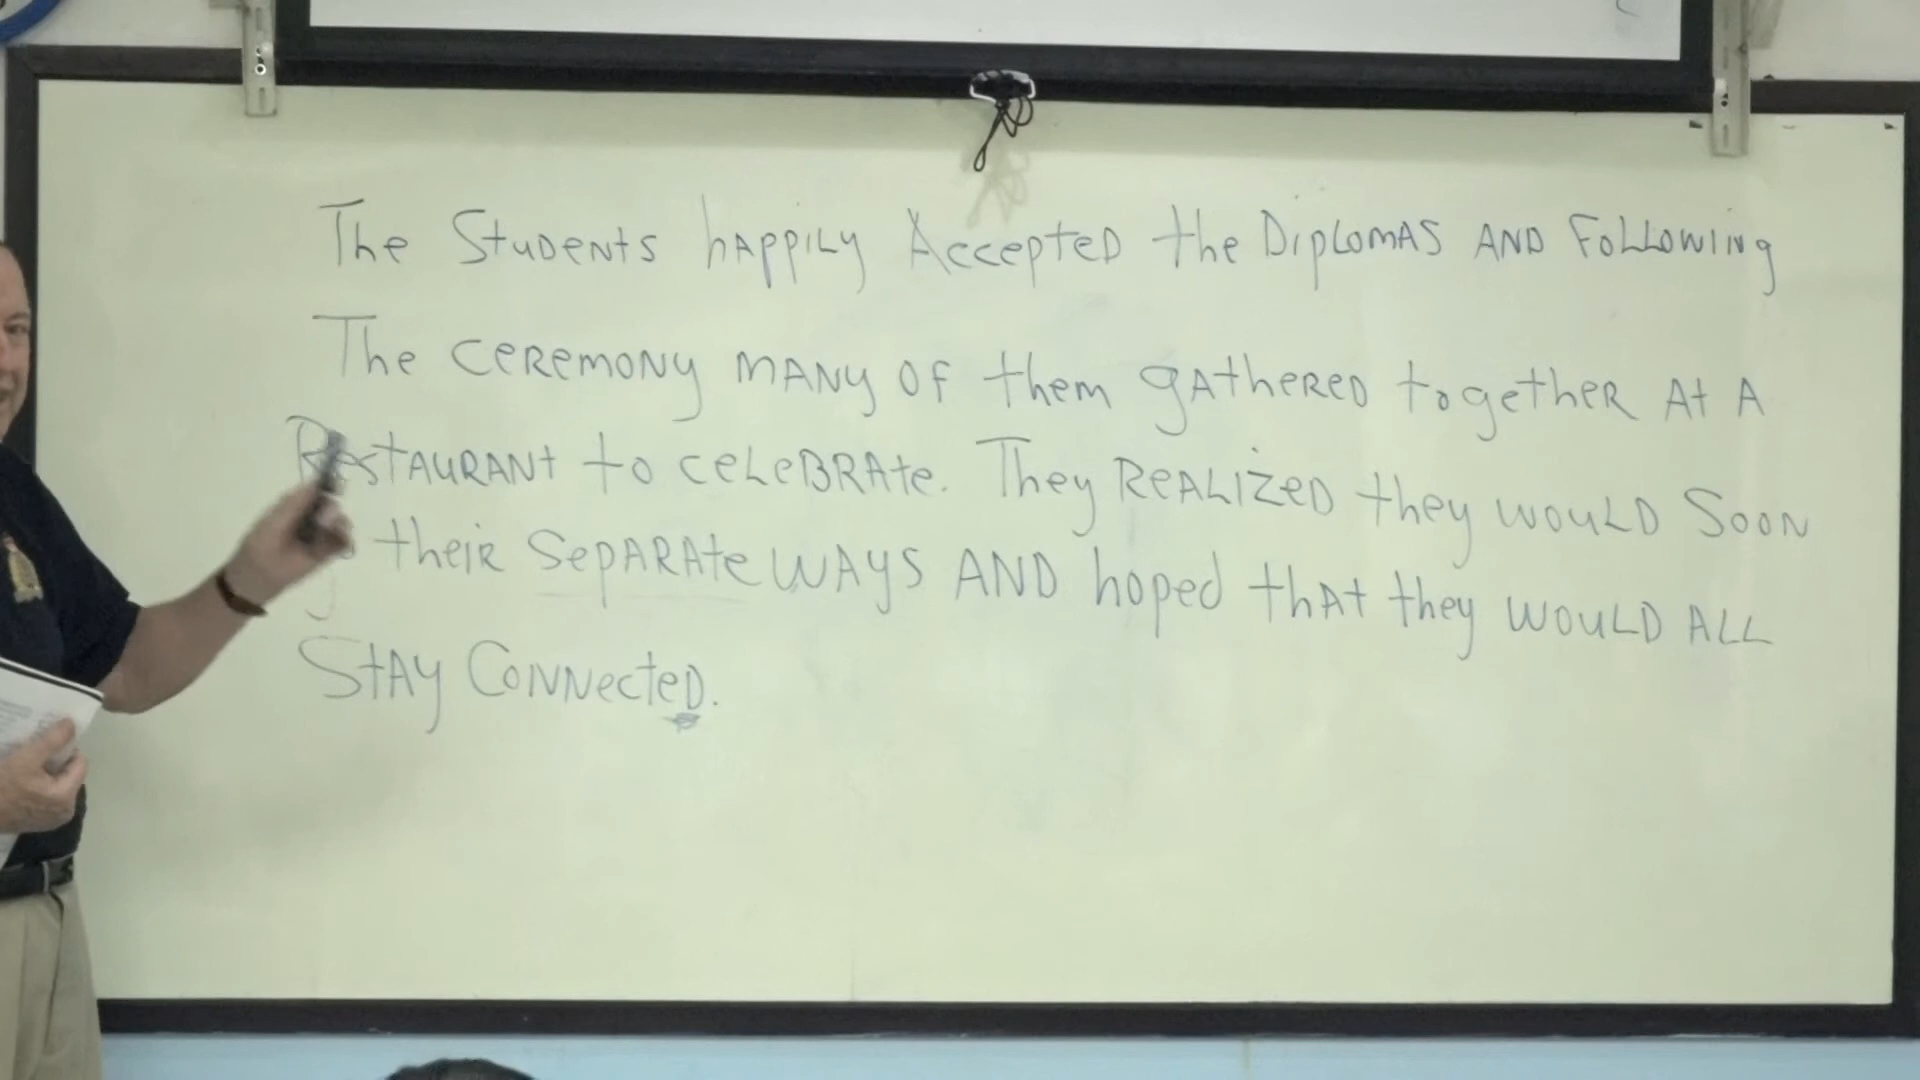 The Students hAppiLy AccepteD the DipLomAS AND FoLLowiNg
The ceRemoNy mANy OF them gAtheReD togetheR At A
RestAURANt to ceLeBRAte. They ReALizeD they wouLD SooN
their SepARAte WAyS AND hoped thAt they wouLD ALL
StAy CoNNecteD.